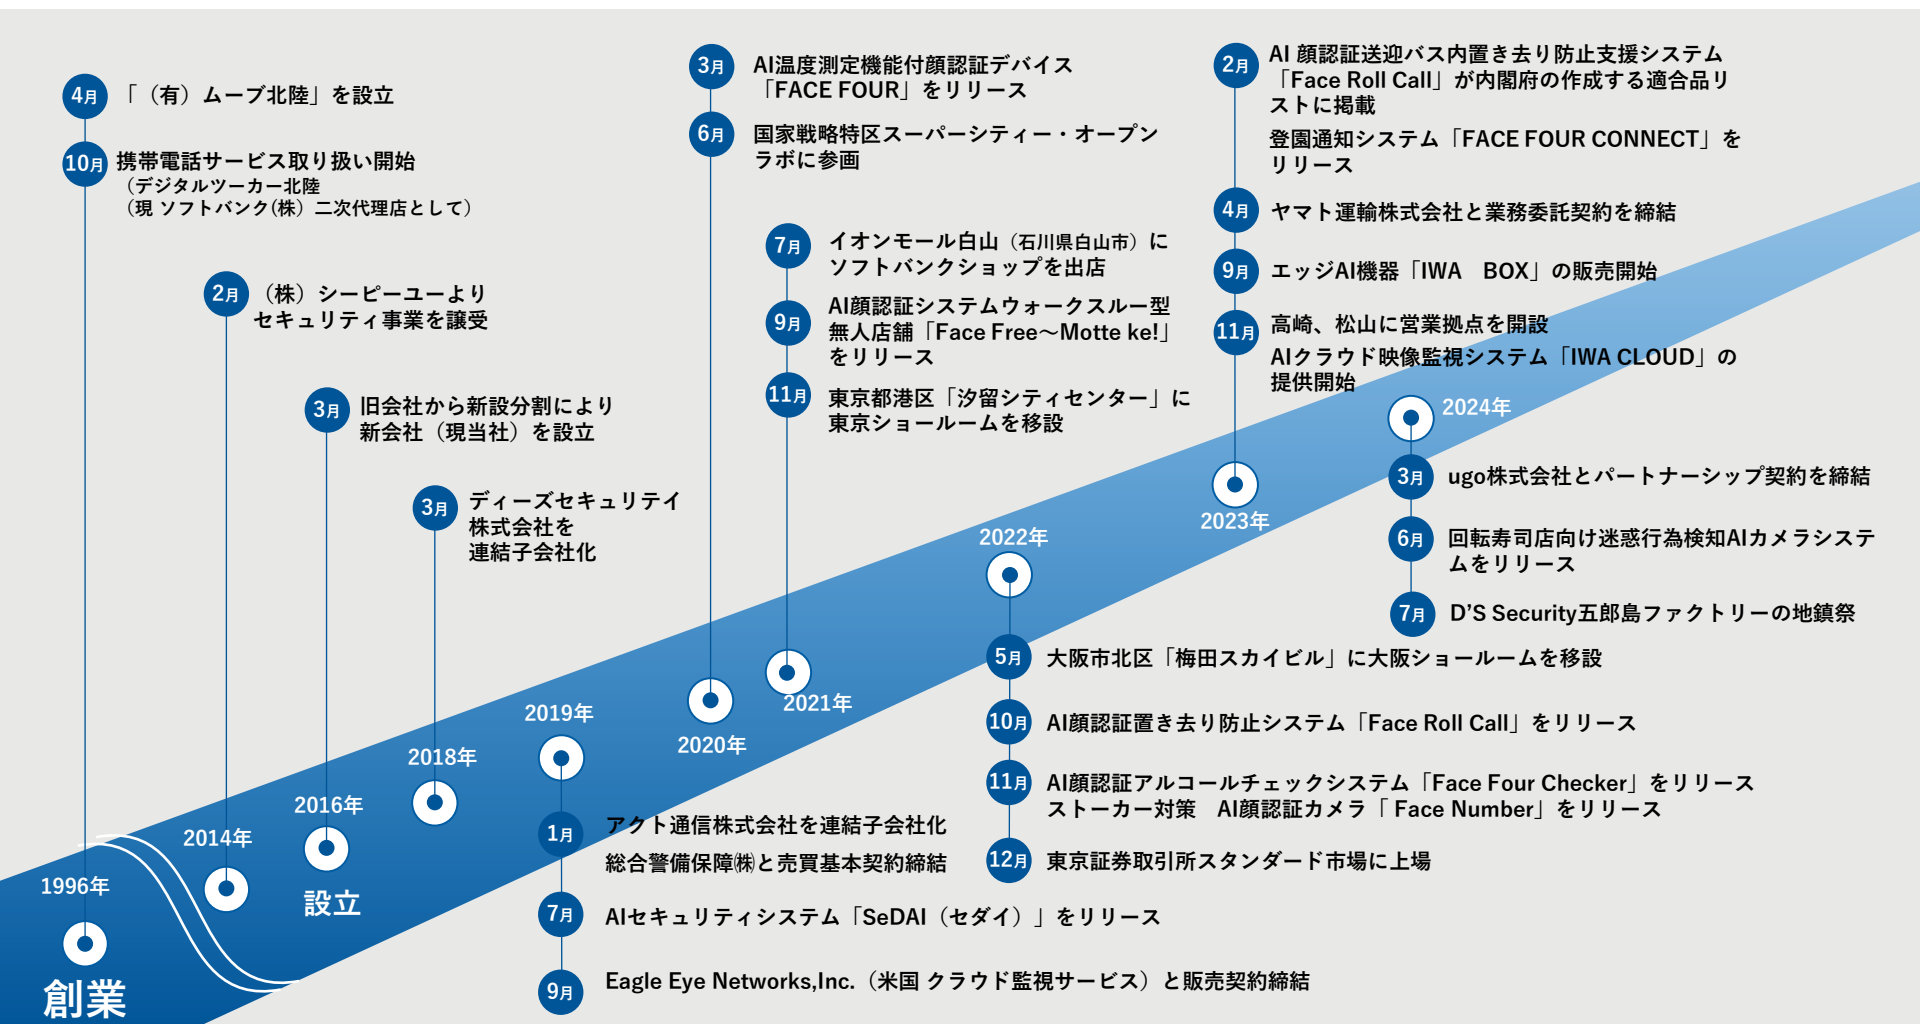 4月
「（有）ムーブ北陸」を設立
10月
携帯電話サービス取り扱い開始
（デジタルツーカー北陸
（現 ソフトバンク(株）二次代理店として）
1996年
創業
2月
（株）シーピーユーより
セキュリティ事業を譲受
2014年
3月
旧会社から新設分割により
新会社（現当社）を設立
2016年
設立
3月
ディーズセキュリテイ
株式会社を
連結子会社化
2018年
2019年
1月
アクト通信株式会社を連結子会社化
総合警備保障㈱と売買基本契約締結
7月
AIセキュリティシステム「SeDAI（セダイ）」をリリース
9月
Eagle Eye Networks,Inc.（米国 クラウド監視サービス）と販売契約締結
3月
AI温度測定機能付顔認証デバイス
「FACE FOUR」をリリース
6月
国家戦略特区スーパーシティー・オープン
ラボに参画
2020年
7月
イオンモール白山（石川県白山市）に
ソフトバンクショップを出店
9月
AI顔認証システムウォークスルー型
無人店舗「Face Free～Motte ke!」
をリリース
11月
東京都港区「汐留シティセンター」に
東京ショールームを移設
2021年
2022年
5月
大阪市北区「梅田スカイビル」に大阪ショールームを移設
10月
AI顔認証置き去り防止システム「Face Roll Call」をリリース
11月
AI顔認証アルコールチェックシステム「Face Four Checker」をリリース
ストーカー対策　AI顔認証カメラ「 Face Number」をリリース
12月
東京証券取引所スタンダード市場に上場
2月
AI 顔認証送迎バス内置き去り防止支援システム
「Face Roll Call」が内閣府の作成する適合品リ
ストに掲載
登園通知システム「FACE FOUR CONNECT」を
リリース
4月
ヤマト運輸株式会社と業務委託契約を締結
9月
エッジAI機器「IWA　BOX」の販売開始
11月
高崎、松山に営業拠点を開設
AIクラウド映像監視システム「IWA CLOUD」の
提供開始
2023年
2024年
3月
ugo株式会社とパートナーシップ契約を締結
6月
回転寿司店向け迷惑行為検知AIカメラシステ
ムをリリース
7月
D’S Security五郎島ファクトリーの地鎮祭